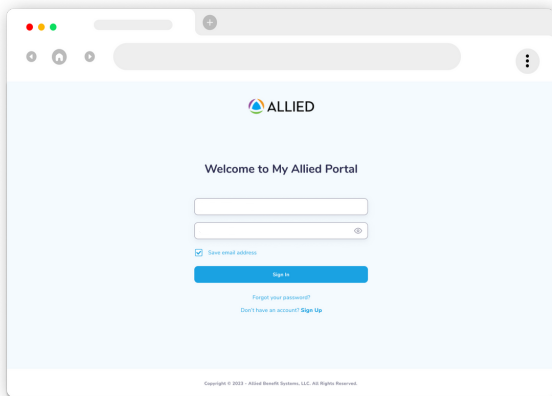 ALLIED
Welcome to My Allied Portal
Save email address
Sign In
Forgot your password?
Don't have an account? Sign Up
Copyright © 2023 - Allied Benefit Systems, LLC. All Rights Reserved.